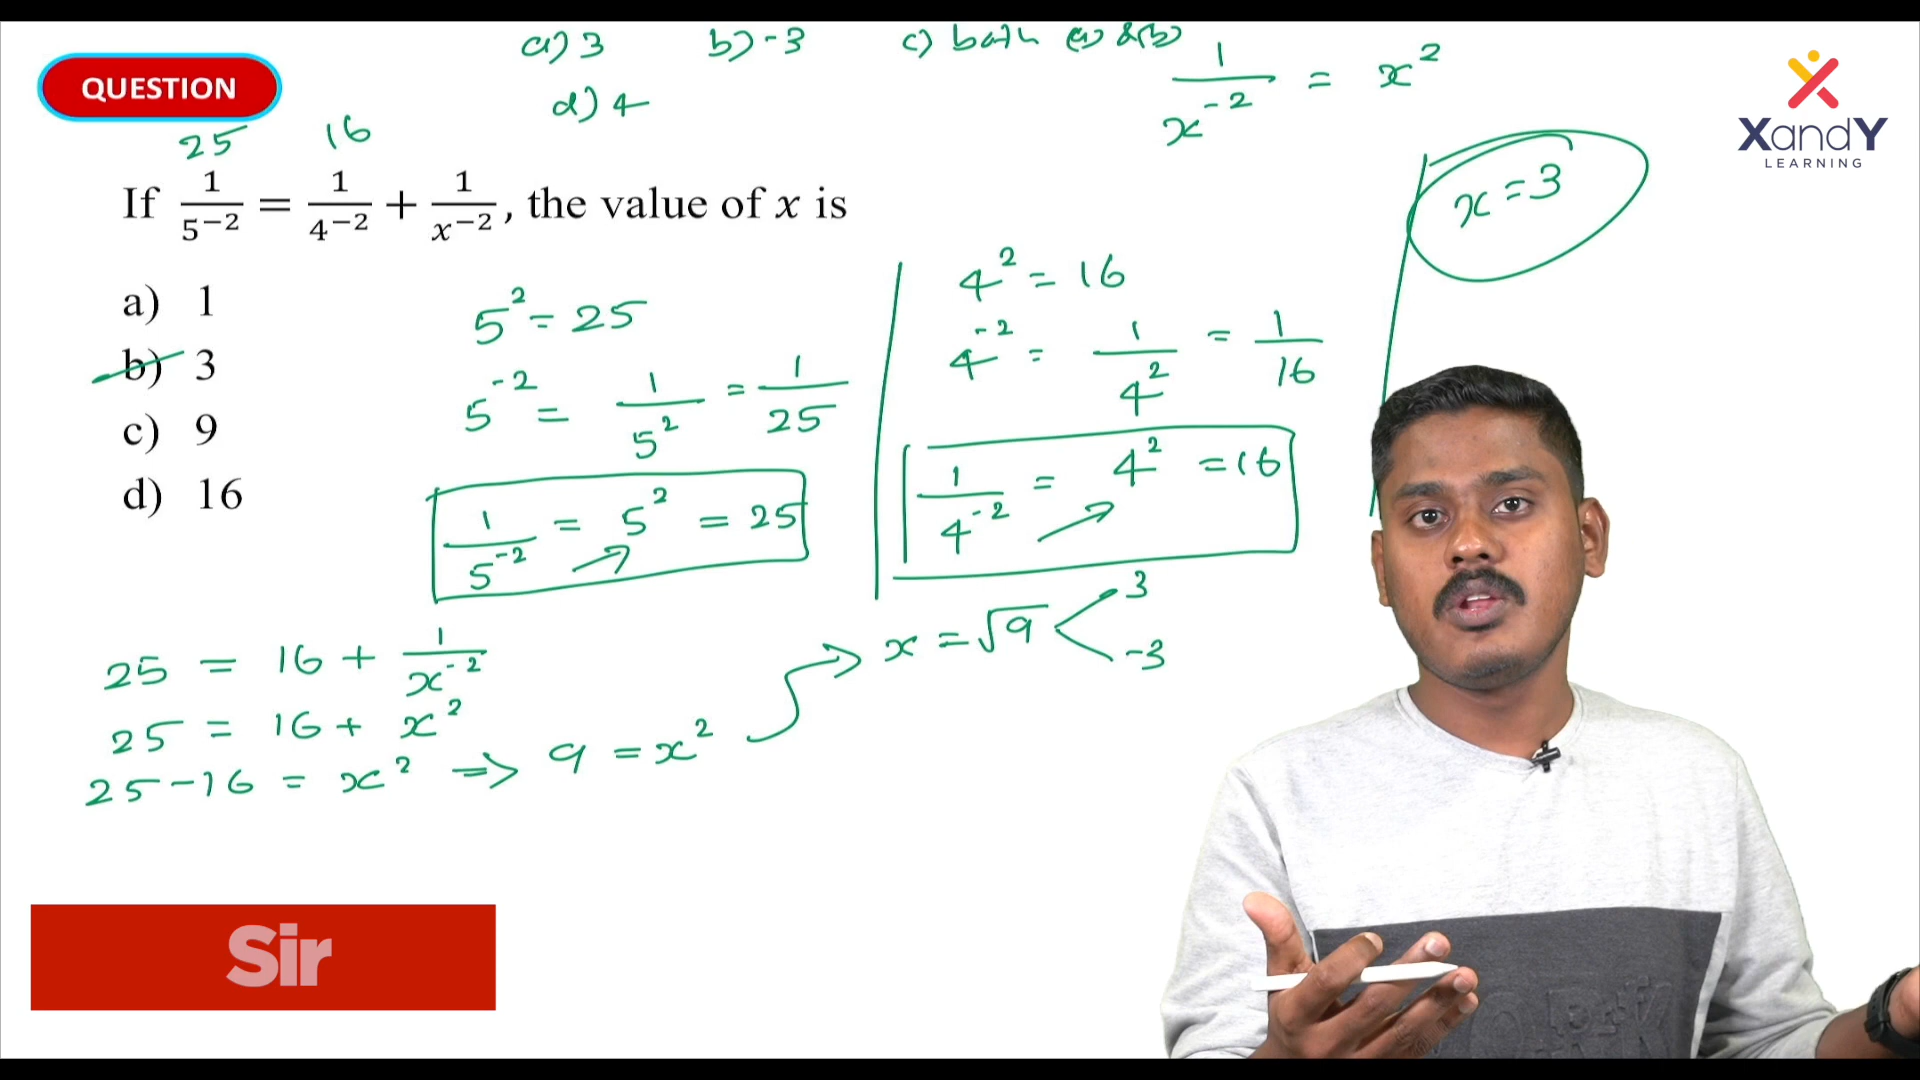 a) 3 b) -3 c) both (a) & (b)
d) 4
1/x⁻² = x²
QUESTION
XandY
LEARNING
25 16
If 1/5⁻² = 1/4⁻² + 1/x⁻², the value of x is
a) 1
b) 3
c) 9
d) 16
5² = 25
5⁻² = 1/5² = 1/25
1/5⁻² = 5² = 25
4² = 16
4⁻² = 1/4² = 1/16
1/4⁻² = 4² = 16
x = 3
25 = 16 + 1/x⁻²
25 = 16 + x²
25 - 16 = x² => 9 = x²
x = √9 3
-3
Sir